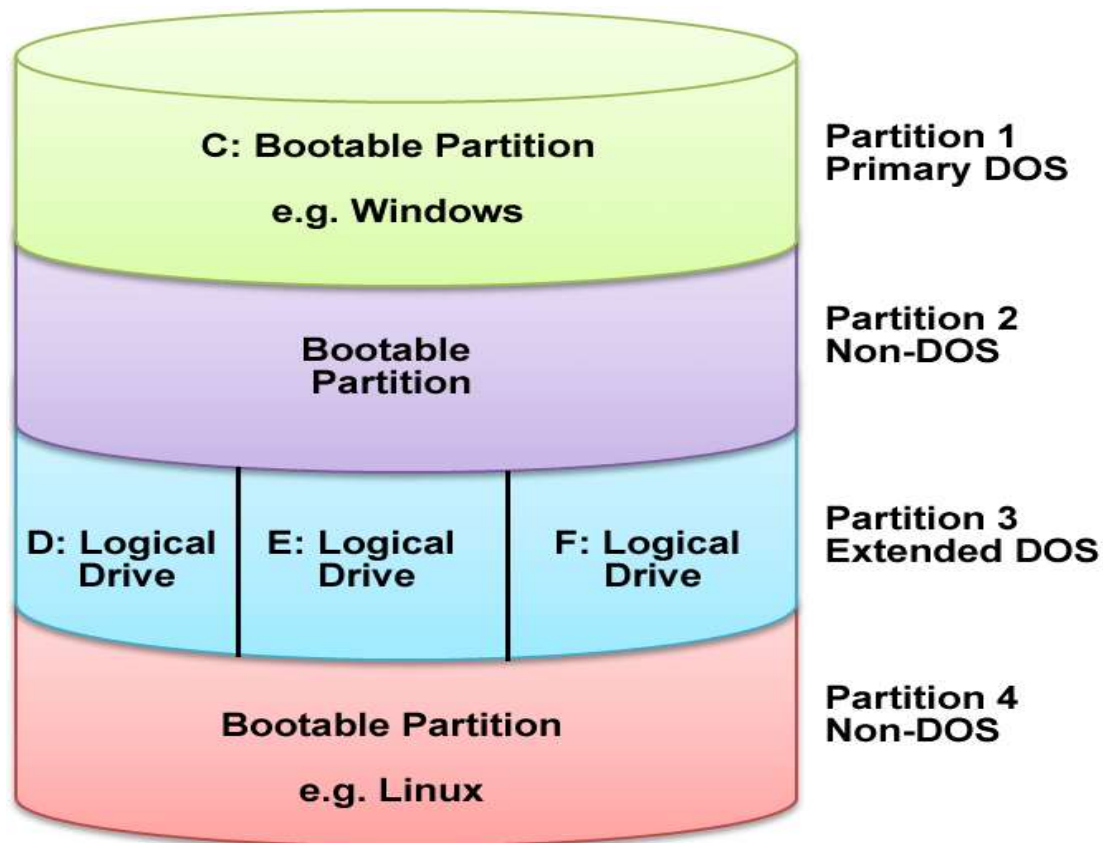 C: Bootable Partition
e.g. Windows
Partition 1
Primary DOS
Bootable
Partition
Partition 2
Non-DOS
D: Logical
Drive
E: Logical
Drive
F: Logical
Drive
Partition 3
Extended DOS
Bootable Partition
e.g. Linux
Partition 4
Non-DOS